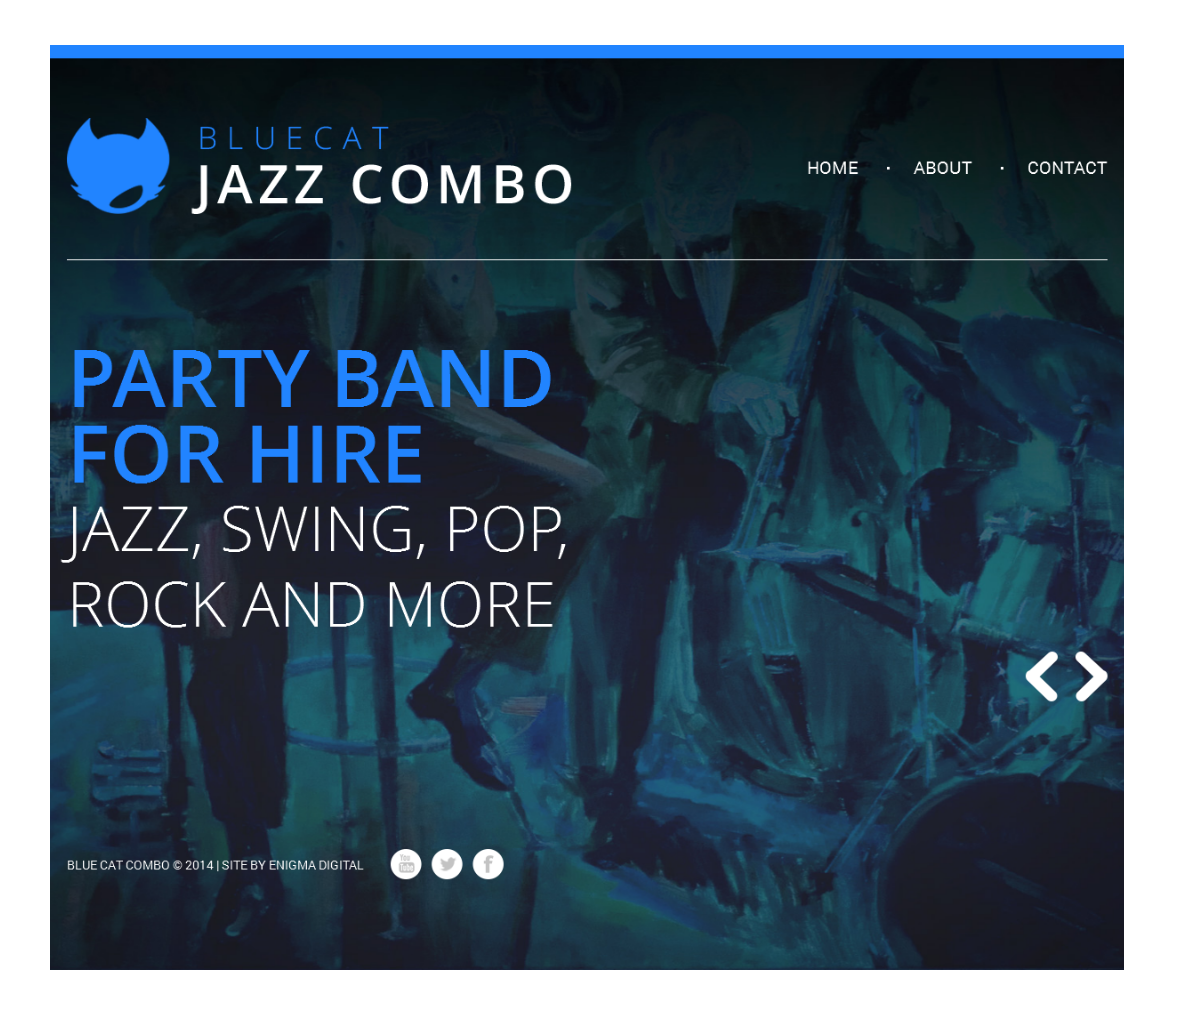 BLUECAT
JAZZ COMBO
HOME • ABOUT • CONTACT
PARTY BAND
FOR HIRE
JAZZ, SWING, POP,
ROCK AND MORE
BLUE CAT COMBO © 2014 | SITE BY ENIGMA DIGITAL
You
Tube